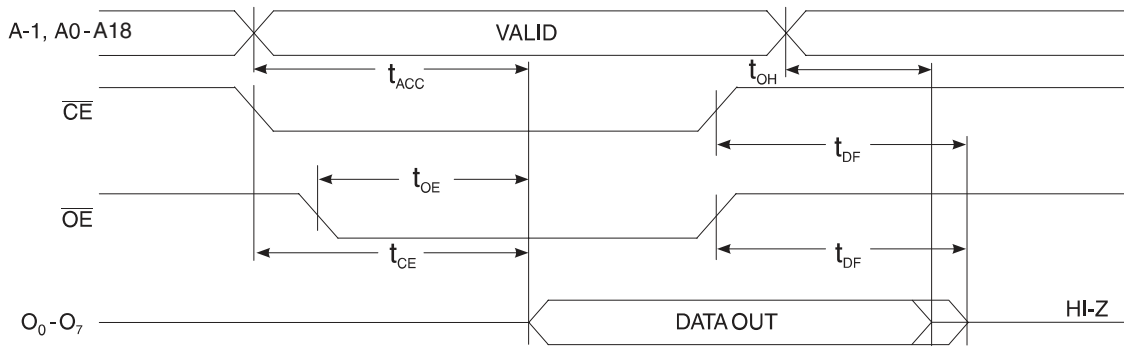 A-1, A0-A18 VALID
tACC tOH
CE
tDF
tOE
OE
tCE tDF
O0-O7 DATA OUT HI-Z